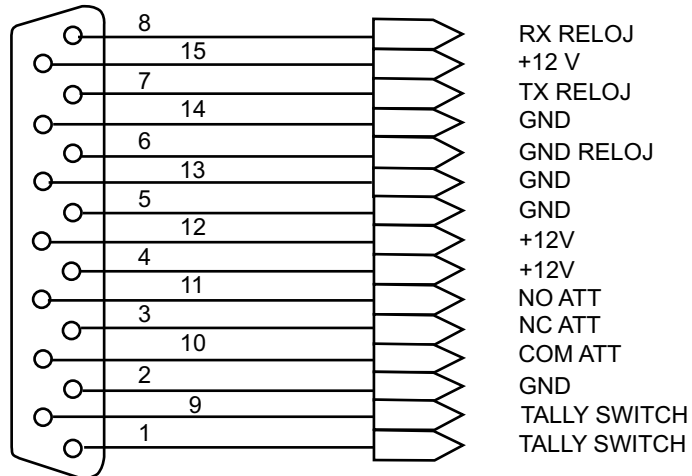 8 RX RELOJ
15 +12 V
7 TX RELOJ
14 GND
6 GND RELOJ
13 GND
5 GND
12 +12V
4 +12V
11 NO ATT
3 NC ATT
10 COM ATT
2 GND
9 TALLY SWITCH
1 TALLY SWITCH